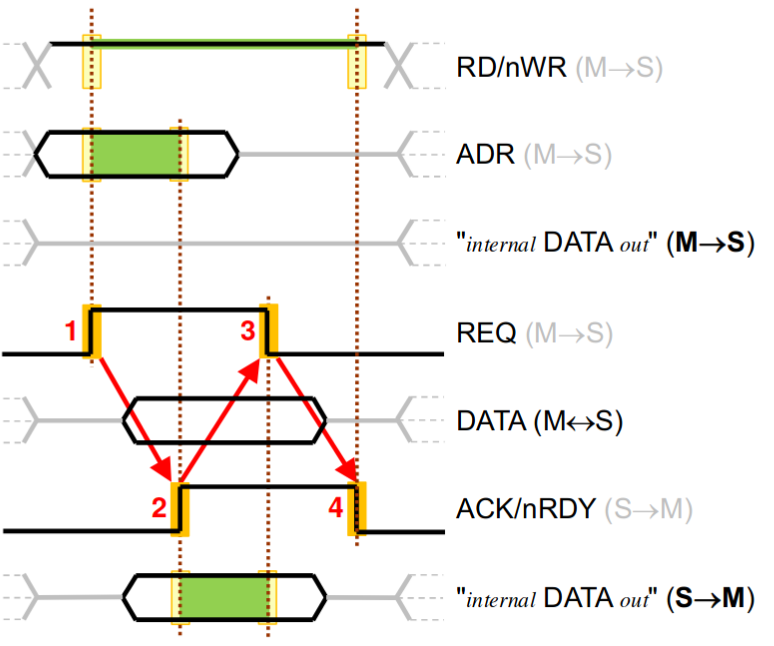 RD/nWR (M→S)
ADR (M→S)
"internal DATA out" (M→S)
1
3
REQ (M→S)
DATA (M↔S)
2
4
ACK/nRDY (S→M)
"internal DATA out" (S→M)